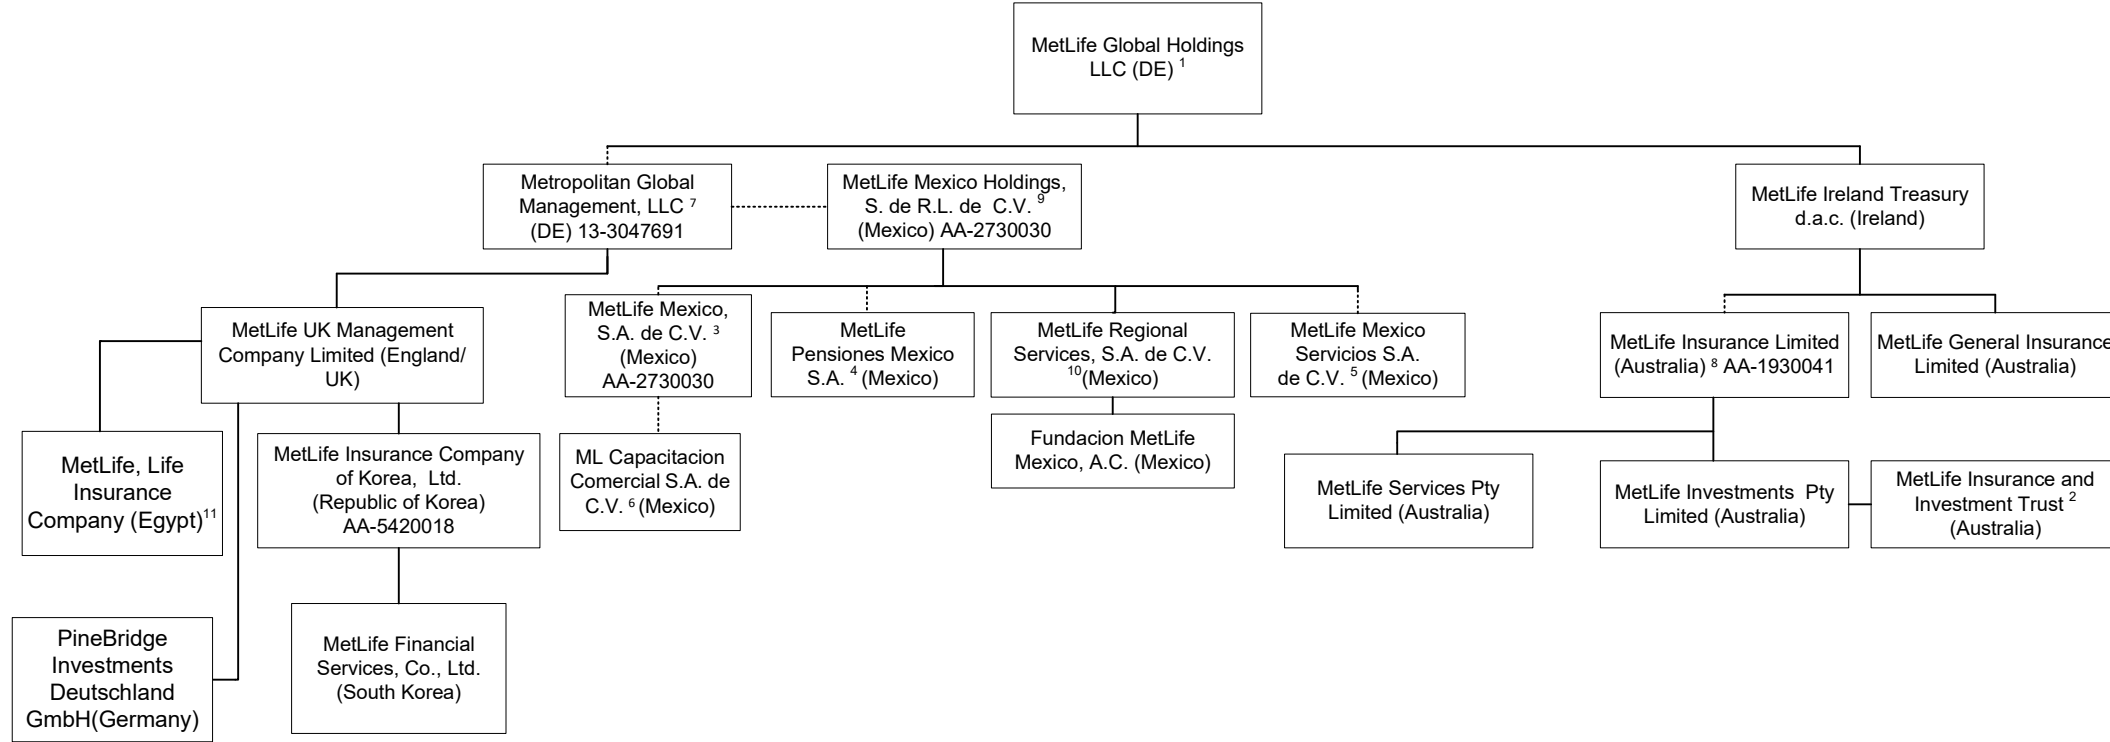 MetLife Global Holdings
LLC (DE) ¹
Metropolitan Global
Management, LLC ⁷
(DE) 13-3047691
MetLife Mexico Holdings,
S. de R.L. de C.V. ⁹
(Mexico) AA-2730030
MetLife Ireland Treasury
d.a.c. (Ireland)
MetLife UK Management
Company Limited (England/
UK)
MetLife Mexico,
S.A. de C.V. ³
(Mexico)
AA-2730030
MetLife
Pensiones Mexico
S.A. ⁴ (Mexico)
MetLife Regional
Services, S.A. de C.V.
¹⁰(Mexico)
MetLife Mexico
Servicios S.A.
de C.V. ⁵ (Mexico)
MetLife Insurance Limited
(Australia) ⁸ AA-1930041
MetLife General Insurance
Limited (Australia)
MetLife, Life
Insurance
Company (Egypt)¹¹
MetLife Insurance Company
of Korea, Ltd.
(Republic of Korea)
AA-5420018
ML Capacitacion
Comercial S.A. de
C.V. ⁶ (Mexico)
Fundacion MetLife
Mexico, A.C. (Mexico)
MetLife Services Pty
Limited (Australia)
MetLife Investments Pty
Limited (Australia)
MetLife Insurance and
Investment Trust ²
(Australia)
PineBridge
Investments
Deutschland
GmbH(Germany)
MetLife Financial
Services, Co., Ltd.
(South Korea)